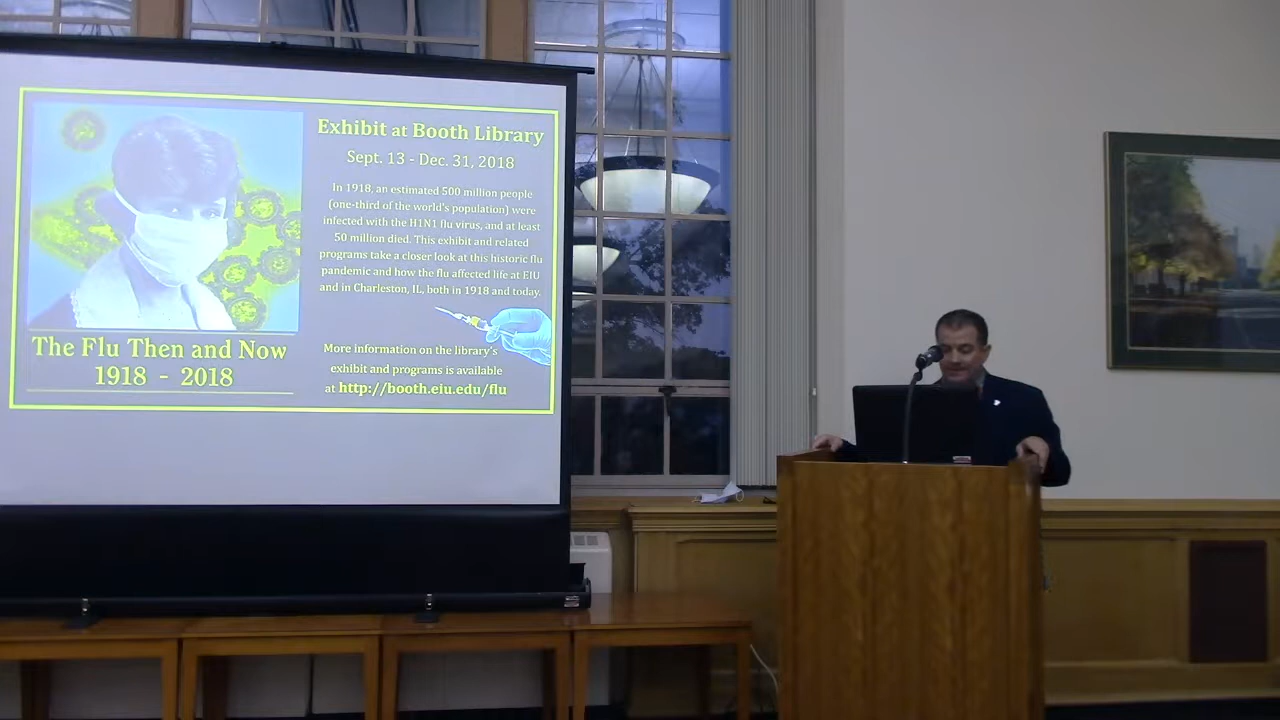 Exhibit at Booth Library
Sept. 13 - Dec. 31, 2018
In 1918, an estimated 500 million people
(one-third of the world's population) were
infected with the H1N1 flu virus, and at least
50 million died. This exhibit and related
programs take a closer look at this historic flu
pandemic and how the flu affected life at EIU
and in Charleston, IL, both in 1918 and today.
The Flu Then and Now
1918 - 2018
More information on the library's
exhibit and programs is available
at http://booth.eiu.edu/flu